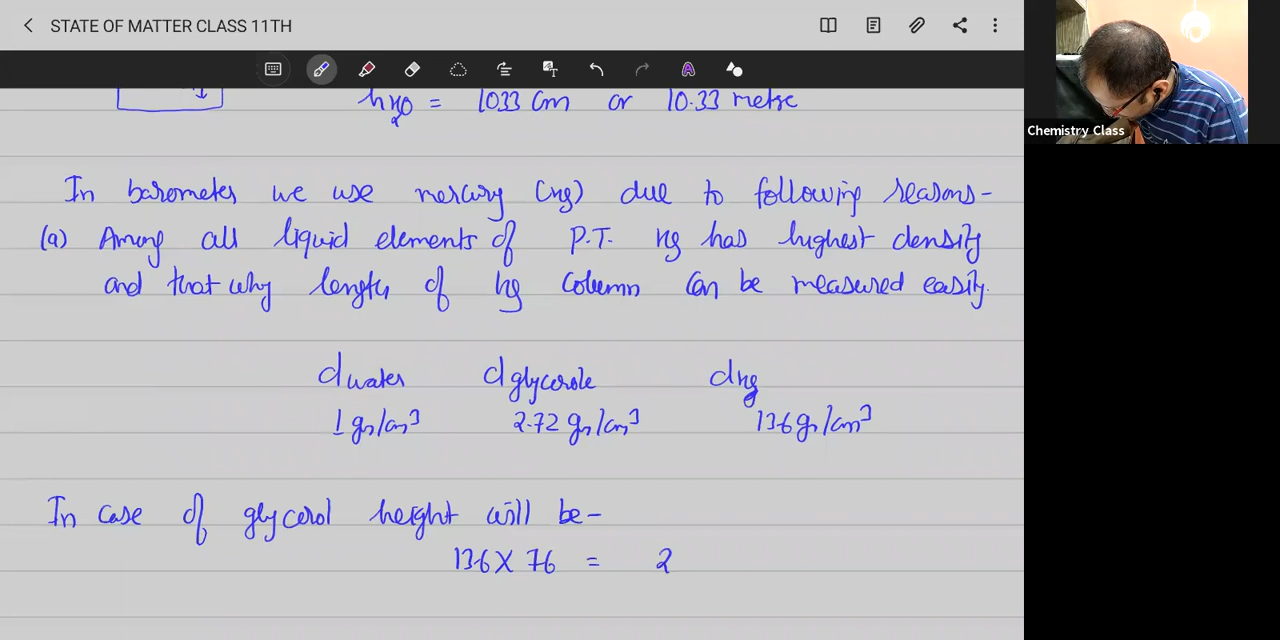 STATE OF MATTER CLASS 11TH
Chemistry Class
hH2O = 1033 Cm or 10.33 metre
In barometer we use mercury (Hg) due to following reasons-
(a) Among all liquid elements of P.T. Hg has highest density
and that why length of Hg Column Can be measured easily.
dwater dglycerole dHg
1 gm/cm³ 2.72 gm/cm³ 13.6 gm/cm³
In case of glycerol height will be-
13.6 X 76 = 2